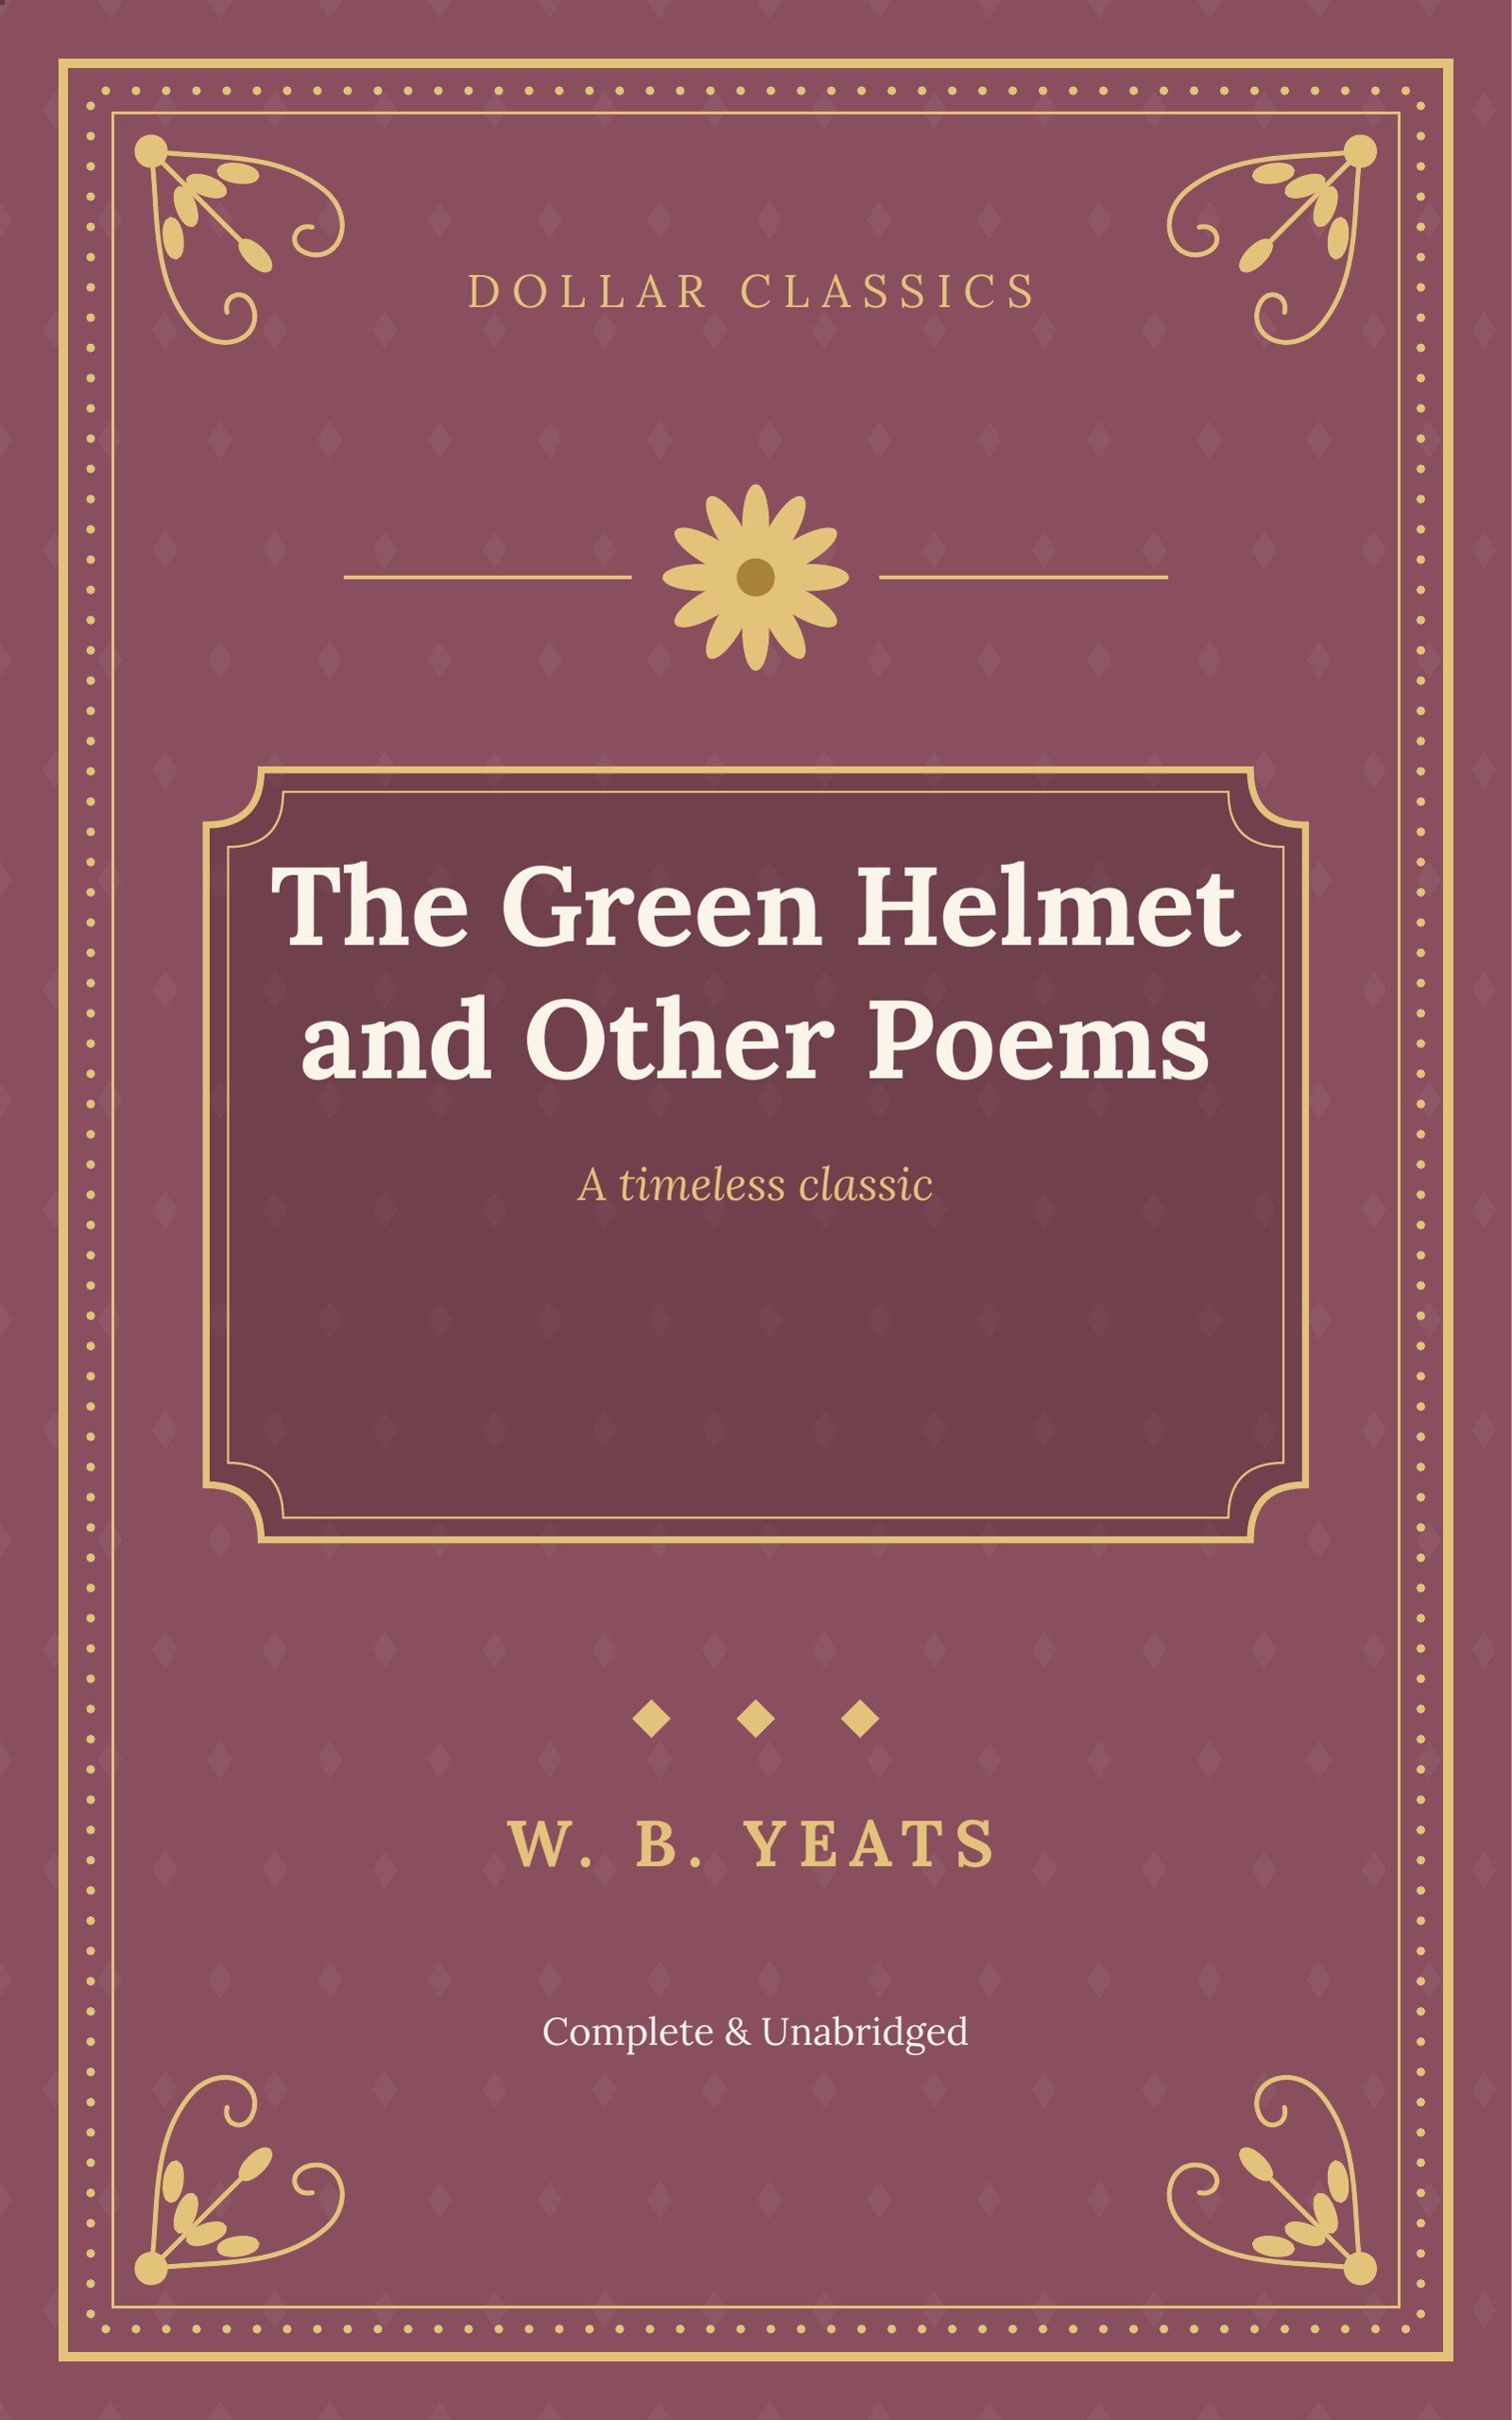 DOLLAR CLASSICS
The Green Helmet
and Other Poems
A timeless classic
W. B. YEATS
Complete & Unabridged